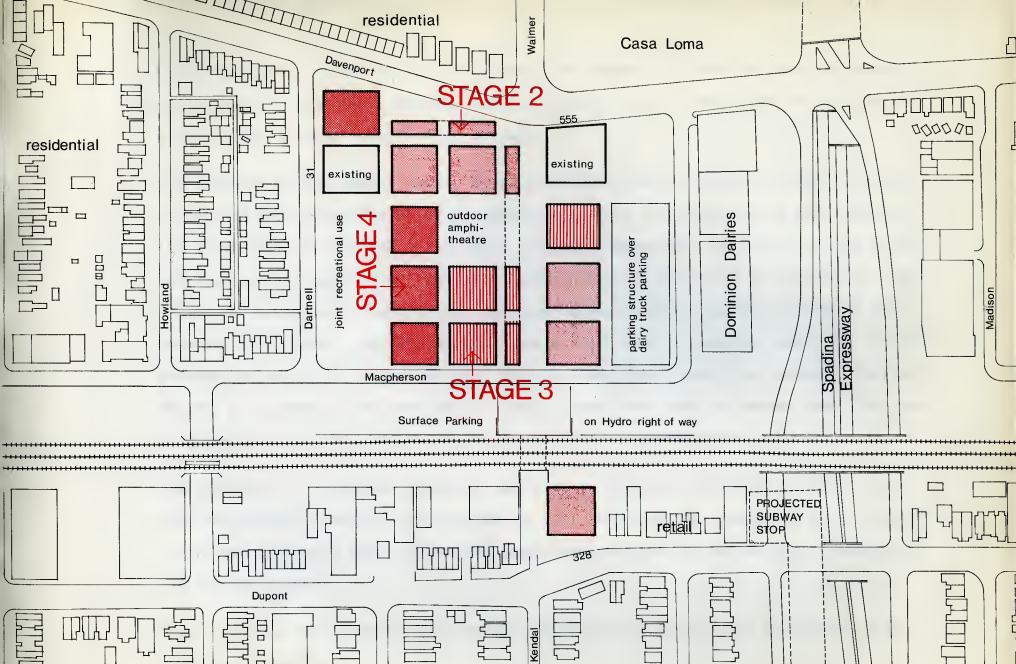 residential
Walmer
Casa Loma
Davenport
STAGE 2
555
residential
31
existing
existing
joint recreational use
STAGE 4
outdoor
amphi-
theatre
parking structure over
dairy truck parking
Dominion Dairies
Howland
Dartnell
Spadina
Expressway
Madison
Macpherson
STAGE 3
Surface Parking
on Hydro right of way
retail
PROJECTED
SUBWAY
STOP
328
Dupont
Kendal